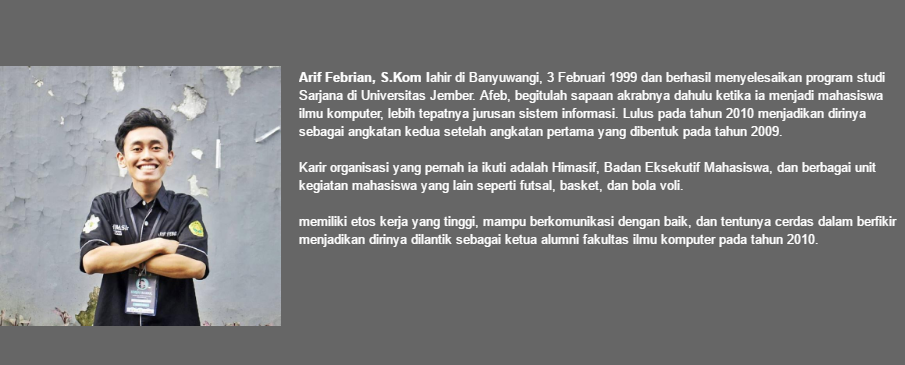 Arif Febrian, S.Kom lahir di Banyuwangi, 3 Februari 1999 dan berhasil menyelesaikan program studi
Sarjana di Universitas Jember. Afeb, begitulah sapaan akrabnya dahulu ketika ia menjadi mahasiswa
ilmu komputer, lebih tepatnya jurusan sistem informasi. Lulus pada tahun 2010 menjadikan dirinya
sebagai angkatan kedua setelah angkatan pertama yang dibentuk pada tahun 2009.
Karir organisasi yang pernah ia ikuti adalah Himasif, Badan Eksekutif Mahasiswa, dan berbagai unit
kegiatan mahasiswa yang lain seperti futsal, basket, dan bola voli.
memiliki etos kerja yang tinggi, mampu berkomunikasi dengan baik, dan tentunya cerdas dalam berfikir
menjadikan dirinya dilantik sebagai ketua alumni fakultas ilmu komputer pada tahun 2010.